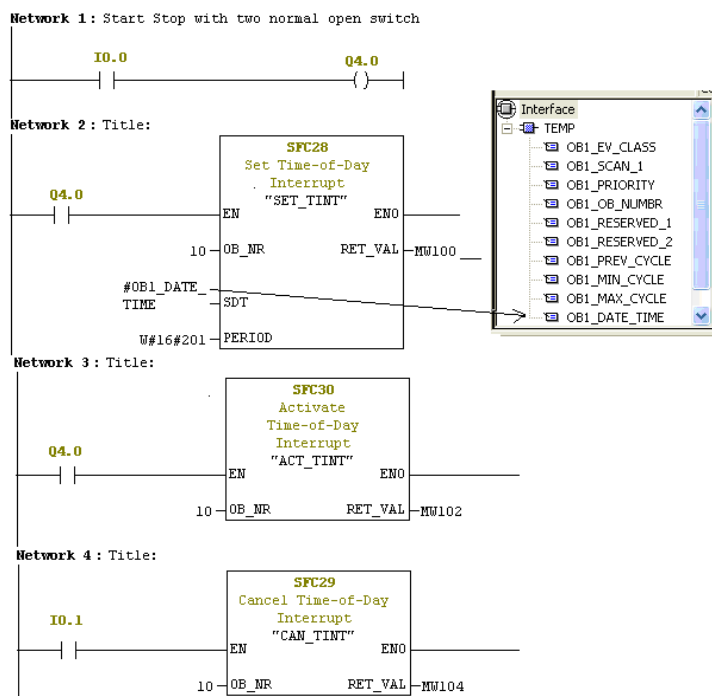 Network 1: Start Stop with two normal open switch
I0.0
Q4.0
Network 2: Title:
SFC28
Set Time-of-Day
Interrupt
"SET_TINT"
Q4.0
EN
ENO
10
OB_NR
RET_VAL
MW100
#OB1_DATE_
TIME
SDT
W#16#201
PERIOD
Interface
TEMP
OB1_EV_CLASS
OB1_SCAN_1
OB1_PRIORITY
OB1_OB_NUMBR
OB1_RESERVED_1
OB1_RESERVED_2
OB1_PREV_CYCLE
OB1_MIN_CYCLE
OB1_MAX_CYCLE
OB1_DATE_TIME
Network 3: Title:
SFC30
Activate
Time-of-Day
Interrupt
"ACT_TINT"
Q4.0
EN
ENO
10
OB_NR
RET_VAL
MW102
Network 4: Title:
SFC29
Cancel Time-of-Day
Interrupt
"CAN_TINT"
I0.1
EN
ENO
10
OB_NR
RET_VAL
MW104